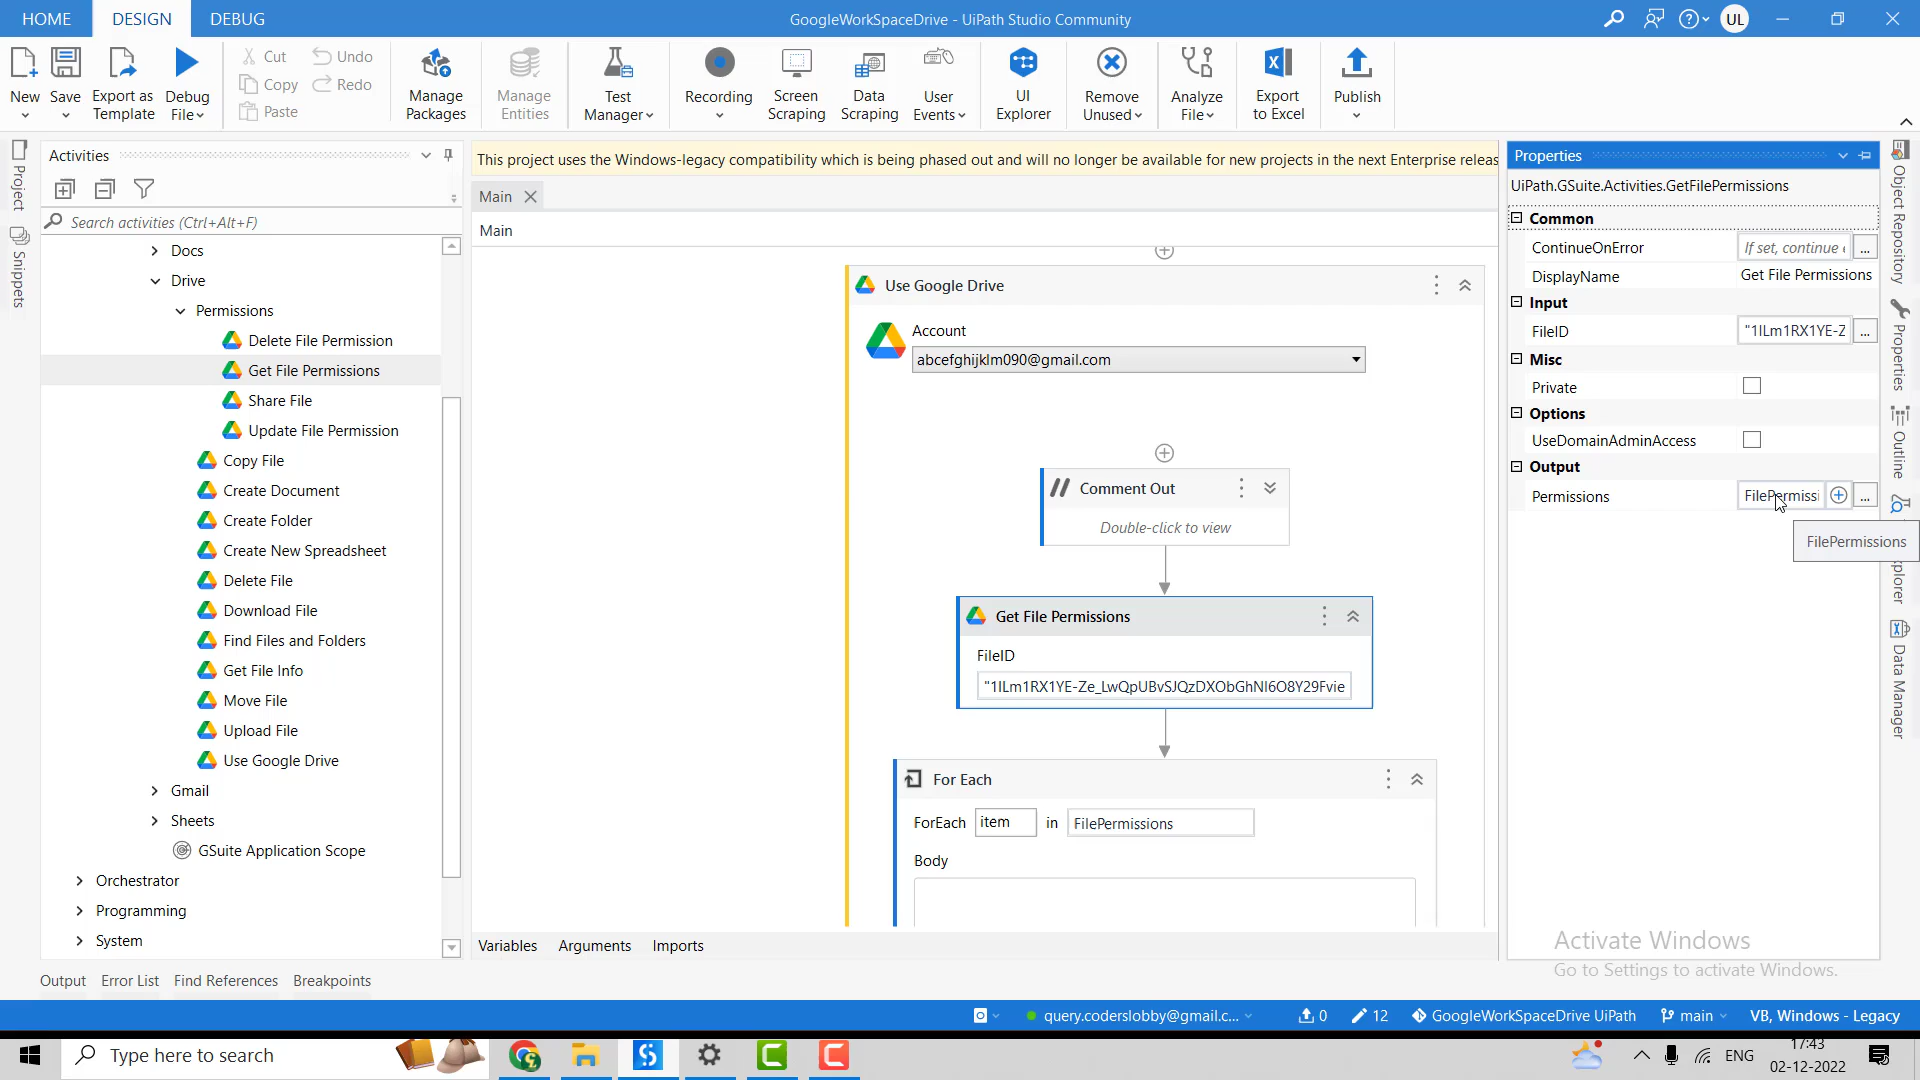 HOME DESIGN DEBUG
GoogleWorkSpaceDrive - UiPath Studio Community
UL
New
Save
Export as Template
Debug File
Cut
Copy
Paste
Undo
Redo
Manage Packages
Manage Entities
Test Manager
Recording
Screen Scraping
Data Scraping
User Events
UI Explorer
Remove Unused
Analyze File
Export to Excel
Publish
Project
Snippets
Activities
Search activities (Ctrl+Alt+F)
Docs
Drive
Permissions
Delete File Permission
Get File Permissions
Share File
Update File Permission
Copy File
Create Document
Create Folder
Create New Spreadsheet
Delete File
Download File
Find Files and Folders
Get File Info
Move File
Upload File
Use Google Drive
Gmail
Sheets
GSuite Application Scope
Orchestrator
Programming
System
This project uses the Windows-legacy compatibility which is being phased out and will no longer be available for new projects in the next Enterprise releas
Main
Main
Use Google Drive
Account
abcefghijklm090@gmail.com
// Comment Out
Double-click to view
Get File Permissions
FileID
"1ILm1RX1YE-Ze_LwQpUBvSJQzDXObGhNI6O8Y29Fvie
For Each
ForEach item in FilePermissions
Body
Variables Arguments Imports
Properties
UiPath.GSuite.Activities.GetFilePermissions
Common
ContinueOnError If set, continue ...
DisplayName Get File Permissions
Input
FileID "1ILm1RX1YE-Z ...
Misc
Private
Options
UseDomainAdminAccess
Output
Permissions FilePermissi ...
FilePermissions
Object Repository
Properties
Outline
xplorer
Data Manager
Activate Windows
Go to Settings to activate Windows.
Output Error List Find References Breakpoints
query.coderslobby@gmail.c... 0 12 GoogleWorkSpaceDrive UiPath main VB, Windows - Legacy
Type here to search
ENG
17:43
02-12-2022